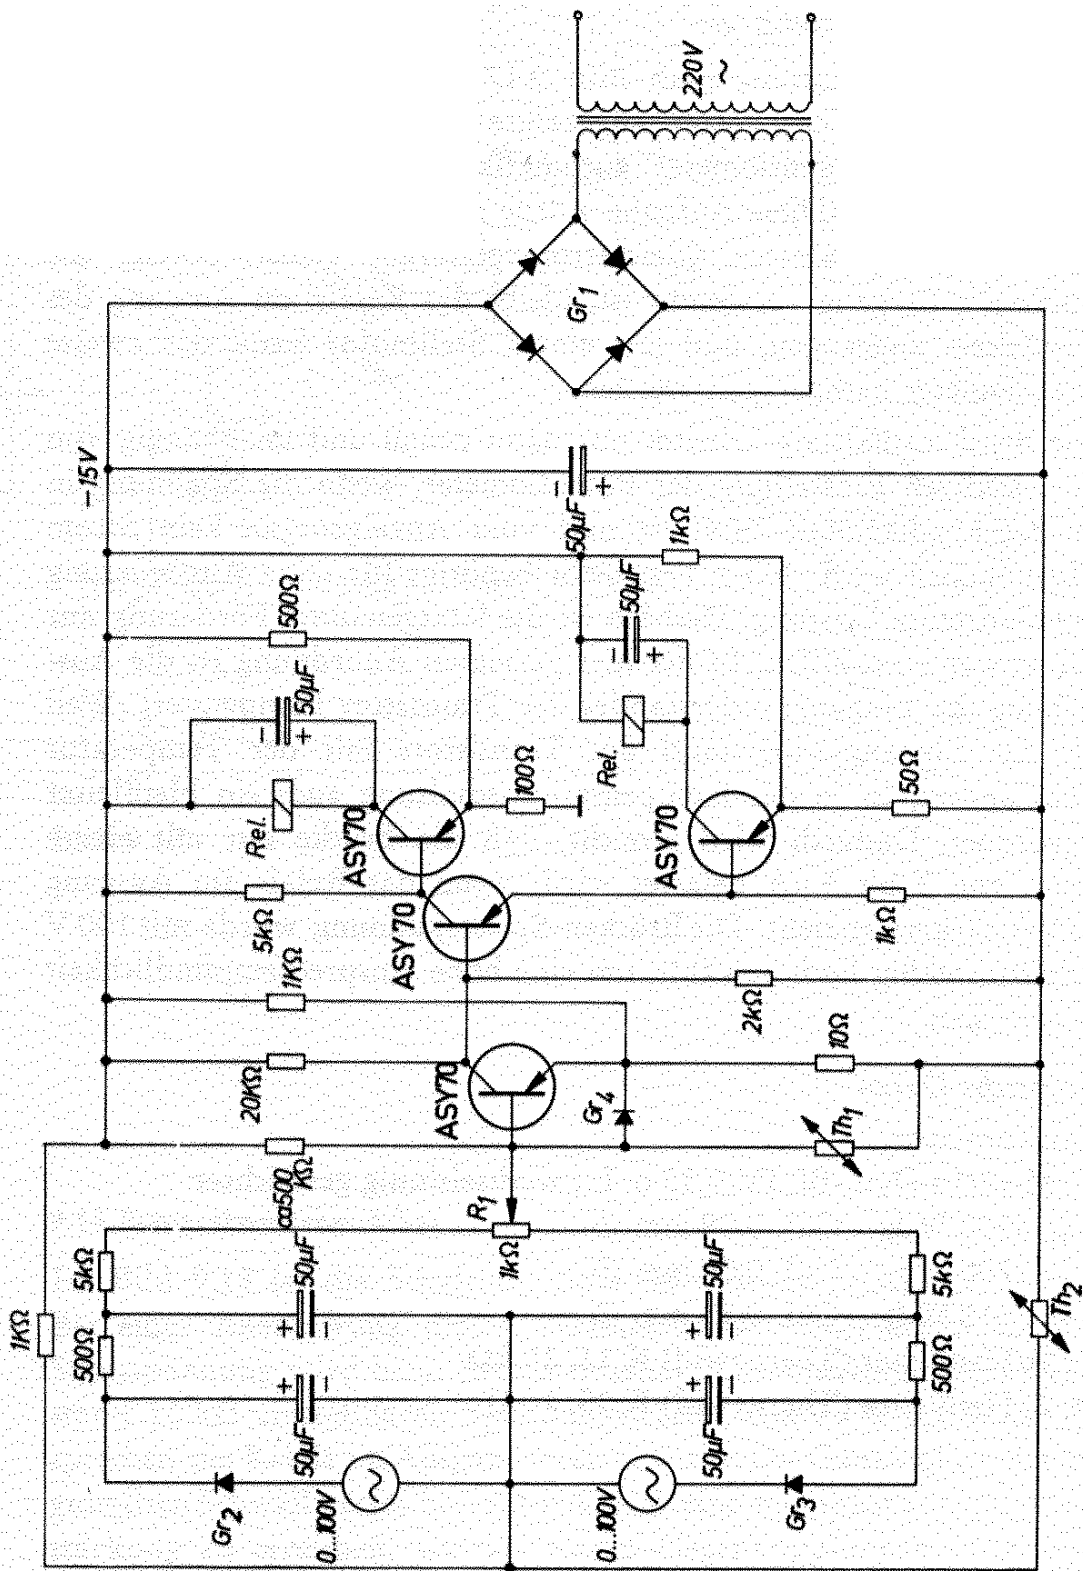 220V
~
Gr1
−15V
50µF
− +
1kΩ
500Ω
50µF
− +
50µF
− +
Rel.
Rel.
100Ω
50Ω
ASY70
ASY70
ASY70
5kΩ
1kΩ
1KΩ
2kΩ
20KΩ
ASY70
10Ω
Gr4
Th1
ca500
KΩ
R1
1kΩ
5kΩ
50µF
50µF
5kΩ
1KΩ
+ −
+ −
Th2
500Ω
500Ω
+ −
+ −
50µF
50µF
Gr2
0...100V
0...100V
Gr3